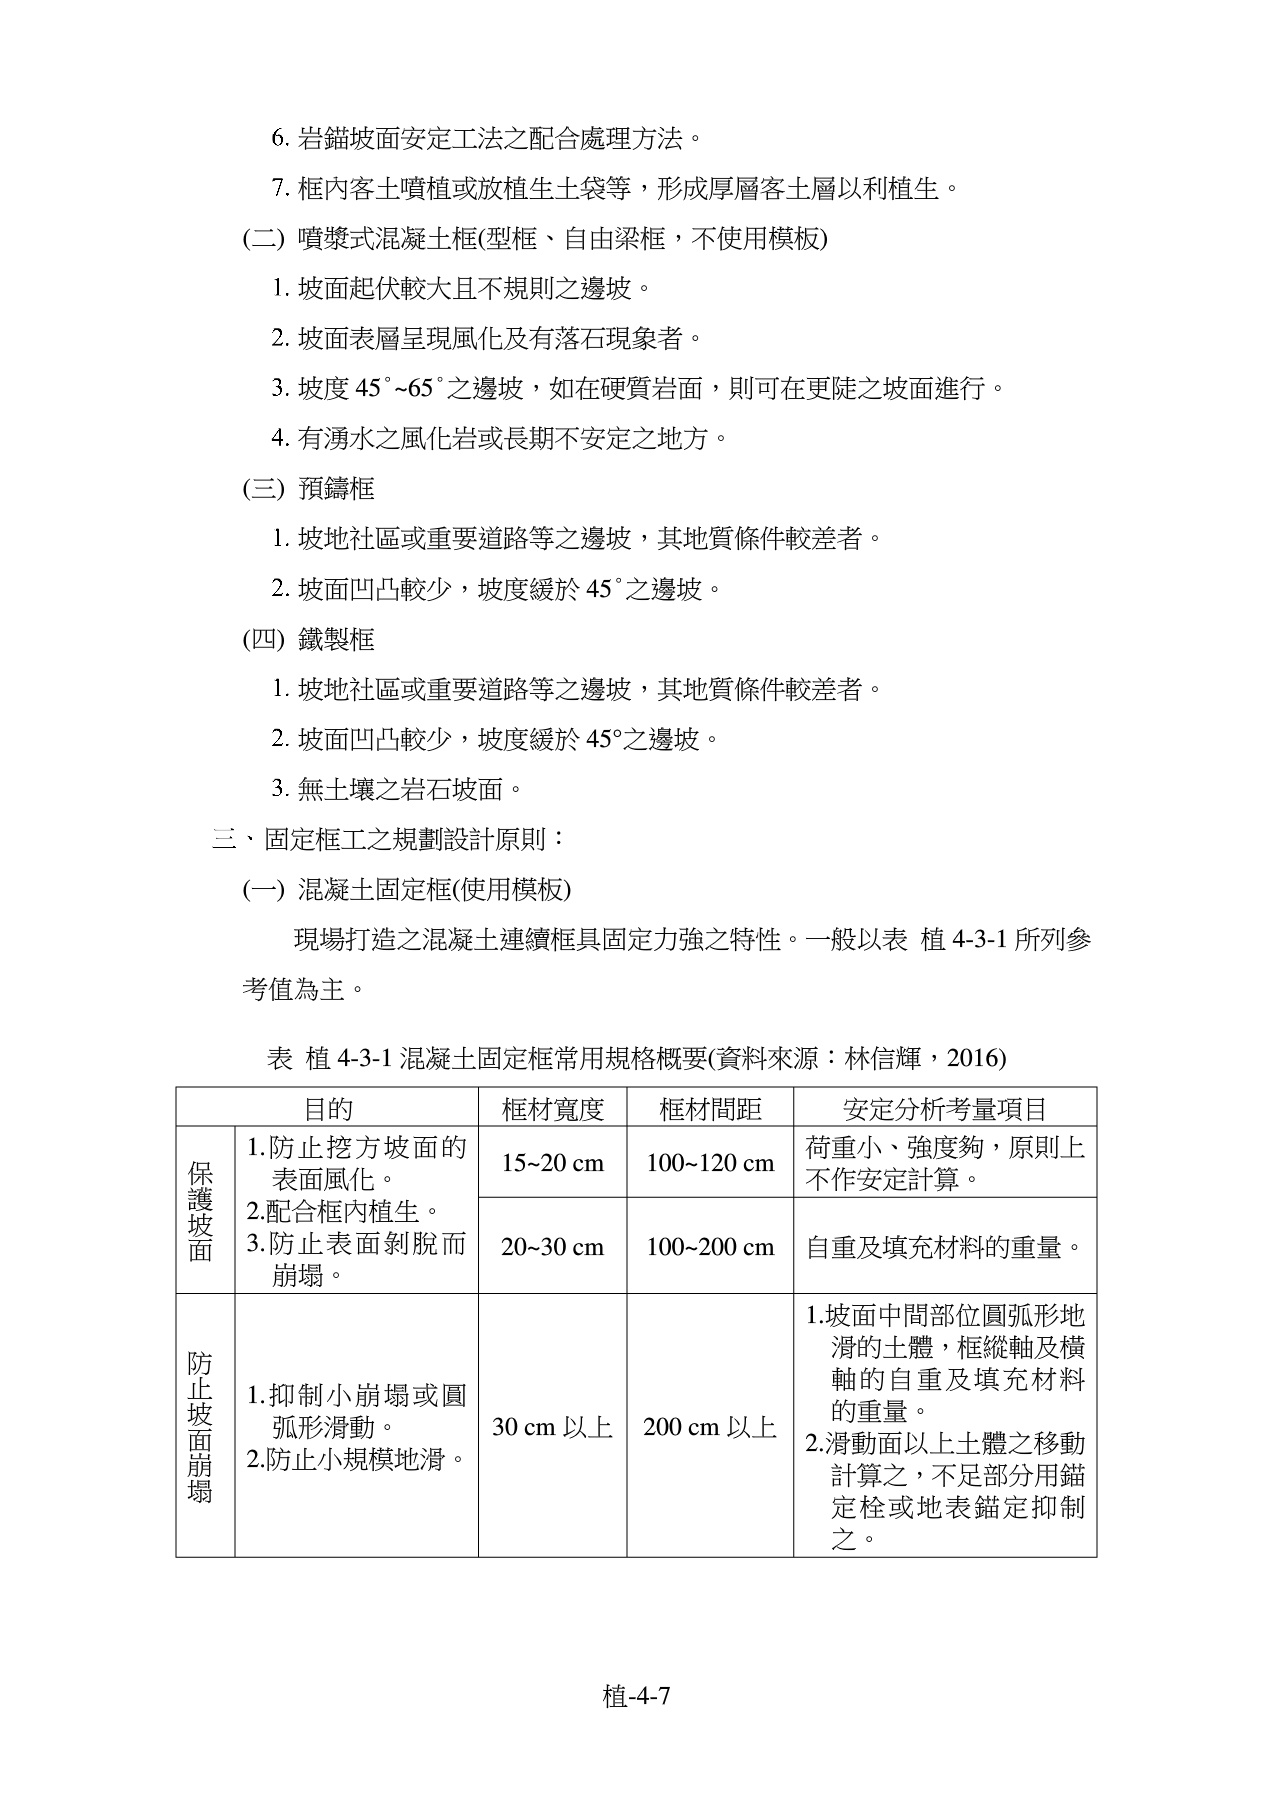 6. 岩錨坡面安定工法之配合處理方法。
7. 框內客土噴植或放植生土袋等，形成厚層客土層以利植生。
(二) 噴漿式混凝土框(型框、自由梁框，不使用模板)
1. 坡面起伏較大且不規則之邊坡。
2. 坡面表層呈現風化及有落石現象者。
3. 坡度 45˚~65˚之邊坡，如在硬質岩面，則可在更陡之坡面進行。
4. 有湧水之風化岩或長期不安定之地方。
(三) 預鑄框
1. 坡地社區或重要道路等之邊坡，其地質條件較差者。
2. 坡面凹凸較少，坡度緩於 45˚之邊坡。
(四) 鐵製框
1. 坡地社區或重要道路等之邊坡，其地質條件較差者。
2. 坡面凹凸較少，坡度緩於 45°之邊坡。
3. 無土壤之岩石坡面。
三、固定框工之規劃設計原則：
(一) 混凝土固定框(使用模板)
現場打造之混凝土連續框具固定力強之特性。一般以表 植 4-3-1 所列參
考值為主。
表 植 4-3-1 混凝土固定框常用規格概要(資料來源：林信輝，2016)
目的 框材寬度 框材間距 安定分析考量項目
保護坡面
1.防止挖方坡面的
表面風化。
2.配合框內植生。
3.防止表面剝脫而
崩塌。
15~20 cm 100~120 cm
荷重小、強度夠，原則上
不作安定計算。
20~30 cm 100~200 cm 自重及填充材料的重量。
防止坡面崩塌
1.抑制小崩塌或圓
弧形滑動。
2.防止小規模地滑。
30 cm 以上 200 cm 以上
1.坡面中間部位圓弧形地
滑的土體，框縱軸及橫
軸的自重及填充材料
的重量。
2.滑動面以上土體之移動
計算之，不足部分用錨
定栓或地表錨定抑制
之。
植-4-7